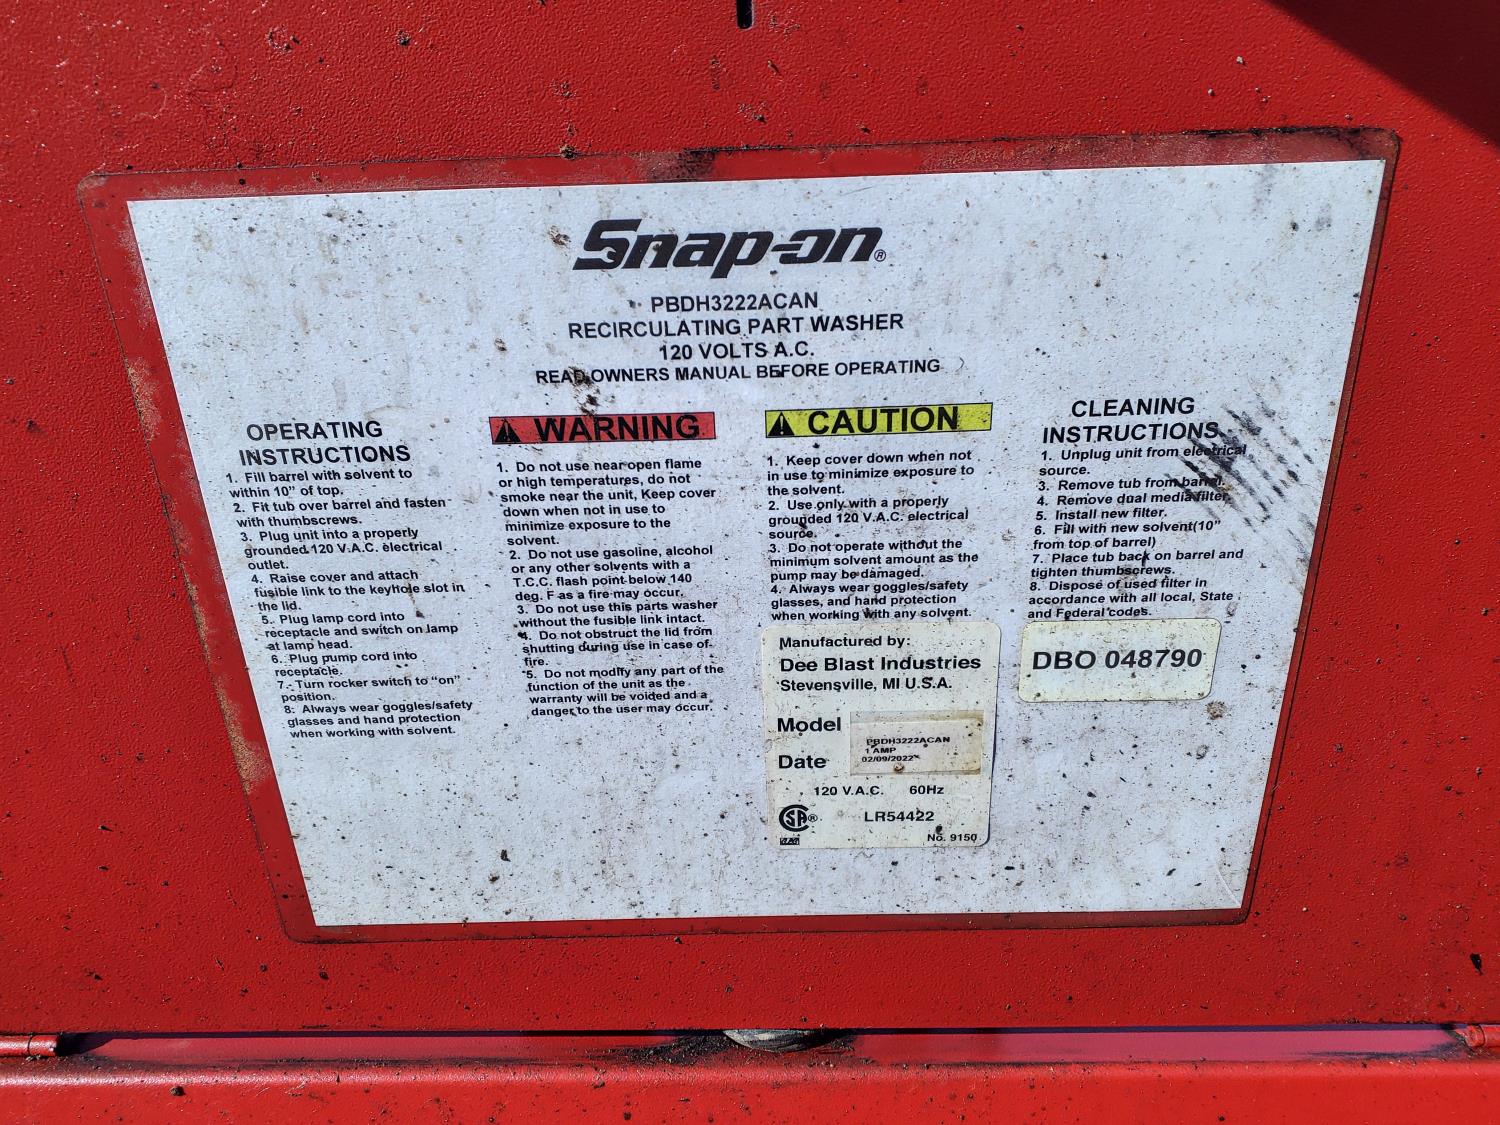 Snap-on®
PBDH3222ACAN
RECIRCULATING PART WASHER
120 VOLTS A.C.
READ OWNERS MANUAL BEFORE OPERATING
OPERATING
INSTRUCTIONS
1. Fill barrel with solvent to
within 10" of top.
2. Fit tub over barrel and fasten
with thumbscrews.
3. Plug unit into a properly
grounded 120 V.A.C. electrical
outlet.
4. Raise cover and attach
fusible link to the keyhole slot in
the lid.
5. Plug lamp cord into
receptacle and switch on lamp
at lamp head.
6. Plug pump cord into
receptacle.
7. Turn rocker switch to "on"
position.
8. Always wear goggles/safety
glasses and hand protection
when working with solvent.
WARNING
1. Do not use near open flame
or high temperatures, do not
smoke near the unit, Keep cover
down when not in use to
minimize exposure to the
solvent.
2. Do not use gasoline, alcohol
or any other solvents with a
T.C.C. flash point below 140
deg. F as a fire may occur.
3. Do not use this parts washer
without the fusible link intact.
4. Do not obstruct the lid from
shutting during use in case of
fire.
5. Do not modify any part of the
function of the unit as the
warranty will be voided and a
danger to the user may occur.
CAUTION
1. Keep cover down when not
in use to minimize exposure to
the solvent.
2. Use only with a properly
grounded 120 V.A.C. electrical
source.
3. Do not operate without the
minimum solvent amount as the
pump may be damaged.
4. Always wear goggles/safety
glasses, and hand protection
when working with any solvent.
Manufactured by:
Dee Blast Industries
Stevensville, MI U.S.A.
Model
PBDH3222ACAN
1 AMP
Date
02/09/2022
120 V.A.C. 60Hz
SA® LR54422
No. 9150
CLEANING
INSTRUCTIONS
1. Unplug unit from electrical
source.
3. Remove tub from barrel.
4. Remove dual media filter.
5. Install new filter.
6. Fill with new solvent(10"
from top of barrel)
7. Place tub back on barrel and
tighten thumbscrews.
8. Dispose of used filter in
accordance with all local, State
and Federal codes.
DBO 048790